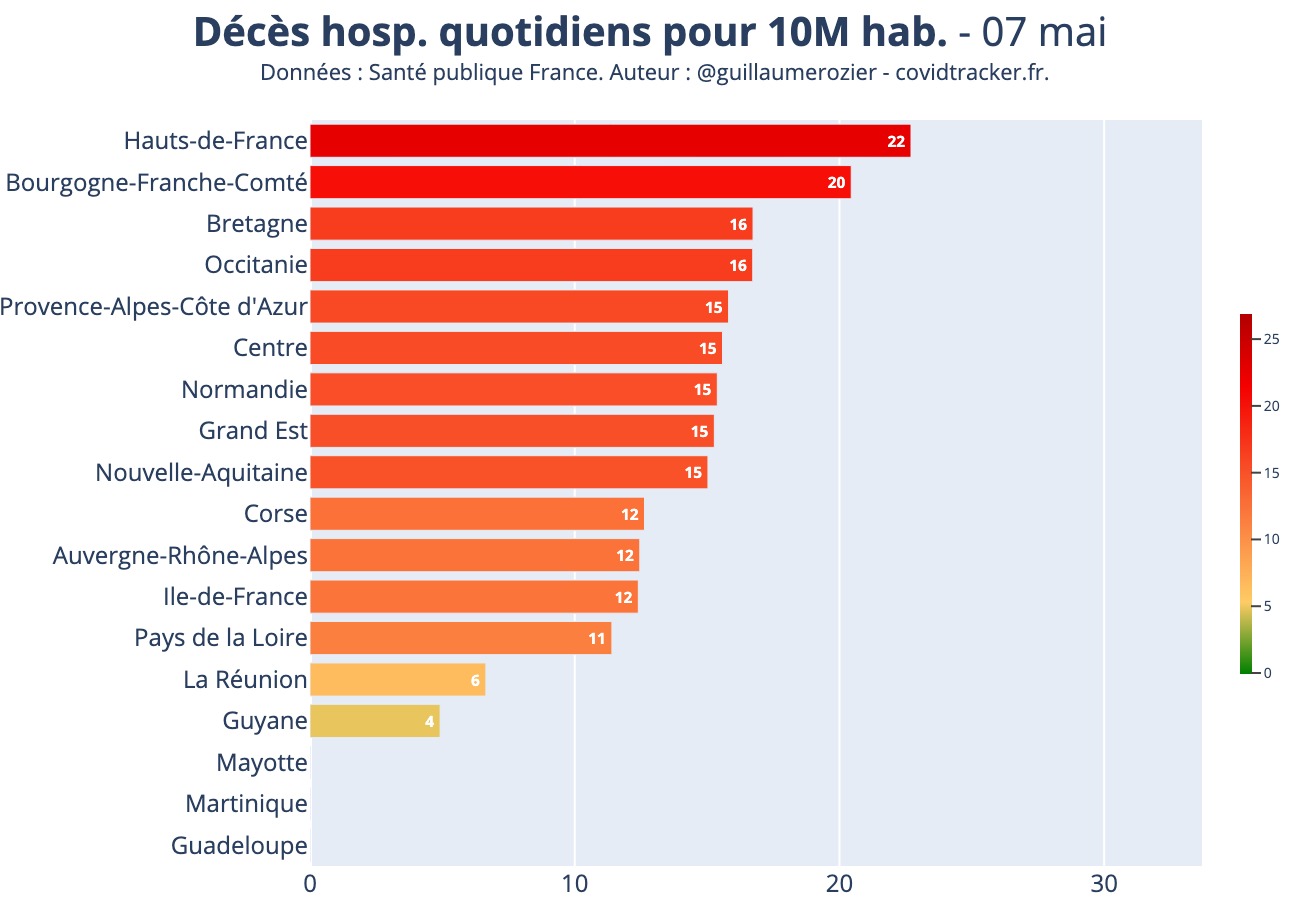 Décès hosp. quotidiens pour 10M hab. - 07 mai
Données : Santé publique France. Auteur : @guillaumerozier - covidtracker.fr.
Hauts-de-France 22
Bourgogne-Franche-Comté 20
Bretagne 16
Occitanie 16
Provence-Alpes-Côte d'Azur 15
Centre 15
Normandie 15
Grand Est 15
Nouvelle-Aquitaine 15
Corse 12
Auvergne-Rhône-Alpes 12
Ile-de-France 12
Pays de la Loire 11
La Réunion 6
Guyane 4
Mayotte
Martinique
Guadeloupe
0 10 20 30
25
20
15
10
5
0